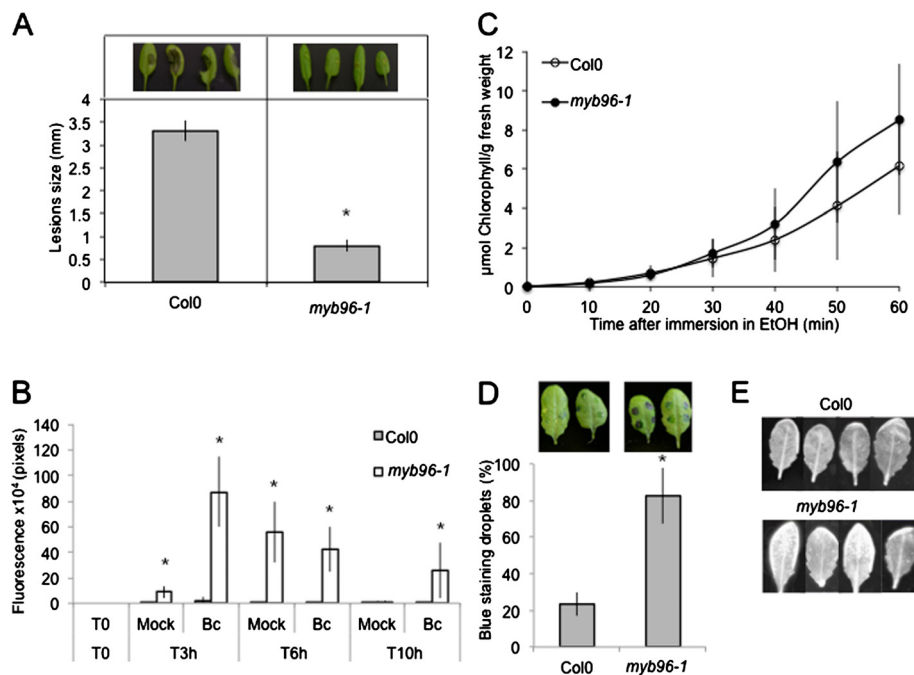 A
Lesions size (mm)
4
3.5
3
2.5
2
1.5
1
0.5
0
*
Col0
myb96-1
C
µmol Chlorophyll/g fresh weight
12
10
8
6
4
2
0
Col0
myb96-1
0 10 20 30 40 50 60
Time after immersion in EtOH (min)
B
Fluorescence x10⁴ (pixels)
140
120
100
80
60
40
20
0
Col0
myb96-1
* * * * *
T0 Mock Bc Mock Bc Mock Bc
T0 T3h T6h T10h
D
Blue staining droplets (%)
100
80
60
40
20
0
*
Col0 myb96-1
E
Col0
myb96-1